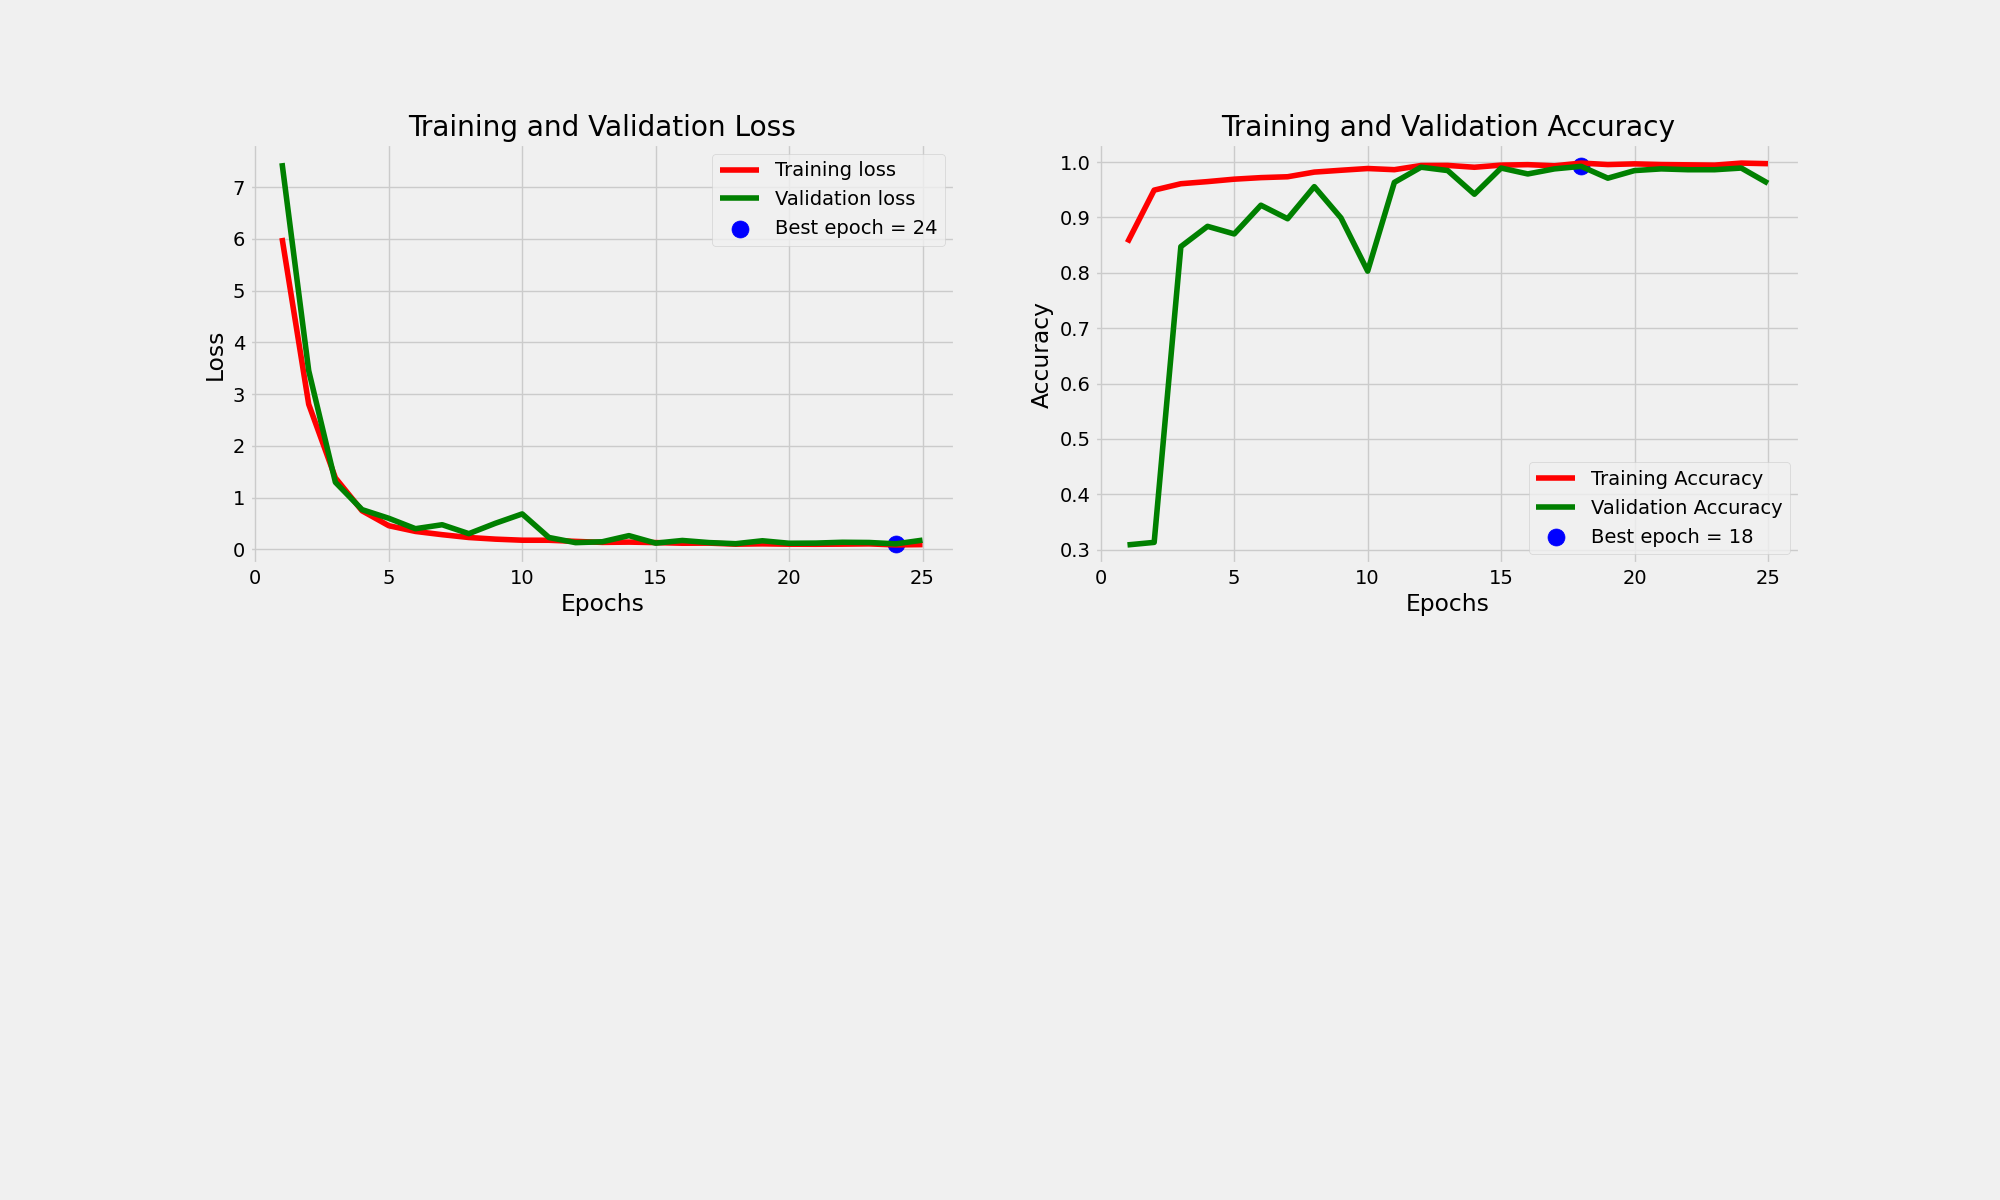 Training and Validation Loss
Training loss
Validation loss
Best epoch = 24
Loss
7
6
5
4
3
2
1
0
0 5 10 15 20 25
Epochs
Training and Validation Accuracy
Accuracy
1.0
0.9
0.8
0.7
0.6
0.5
0.4
0.3
Training Accuracy
Validation Accuracy
Best epoch = 18
0 5 10 15 20 25
Epochs